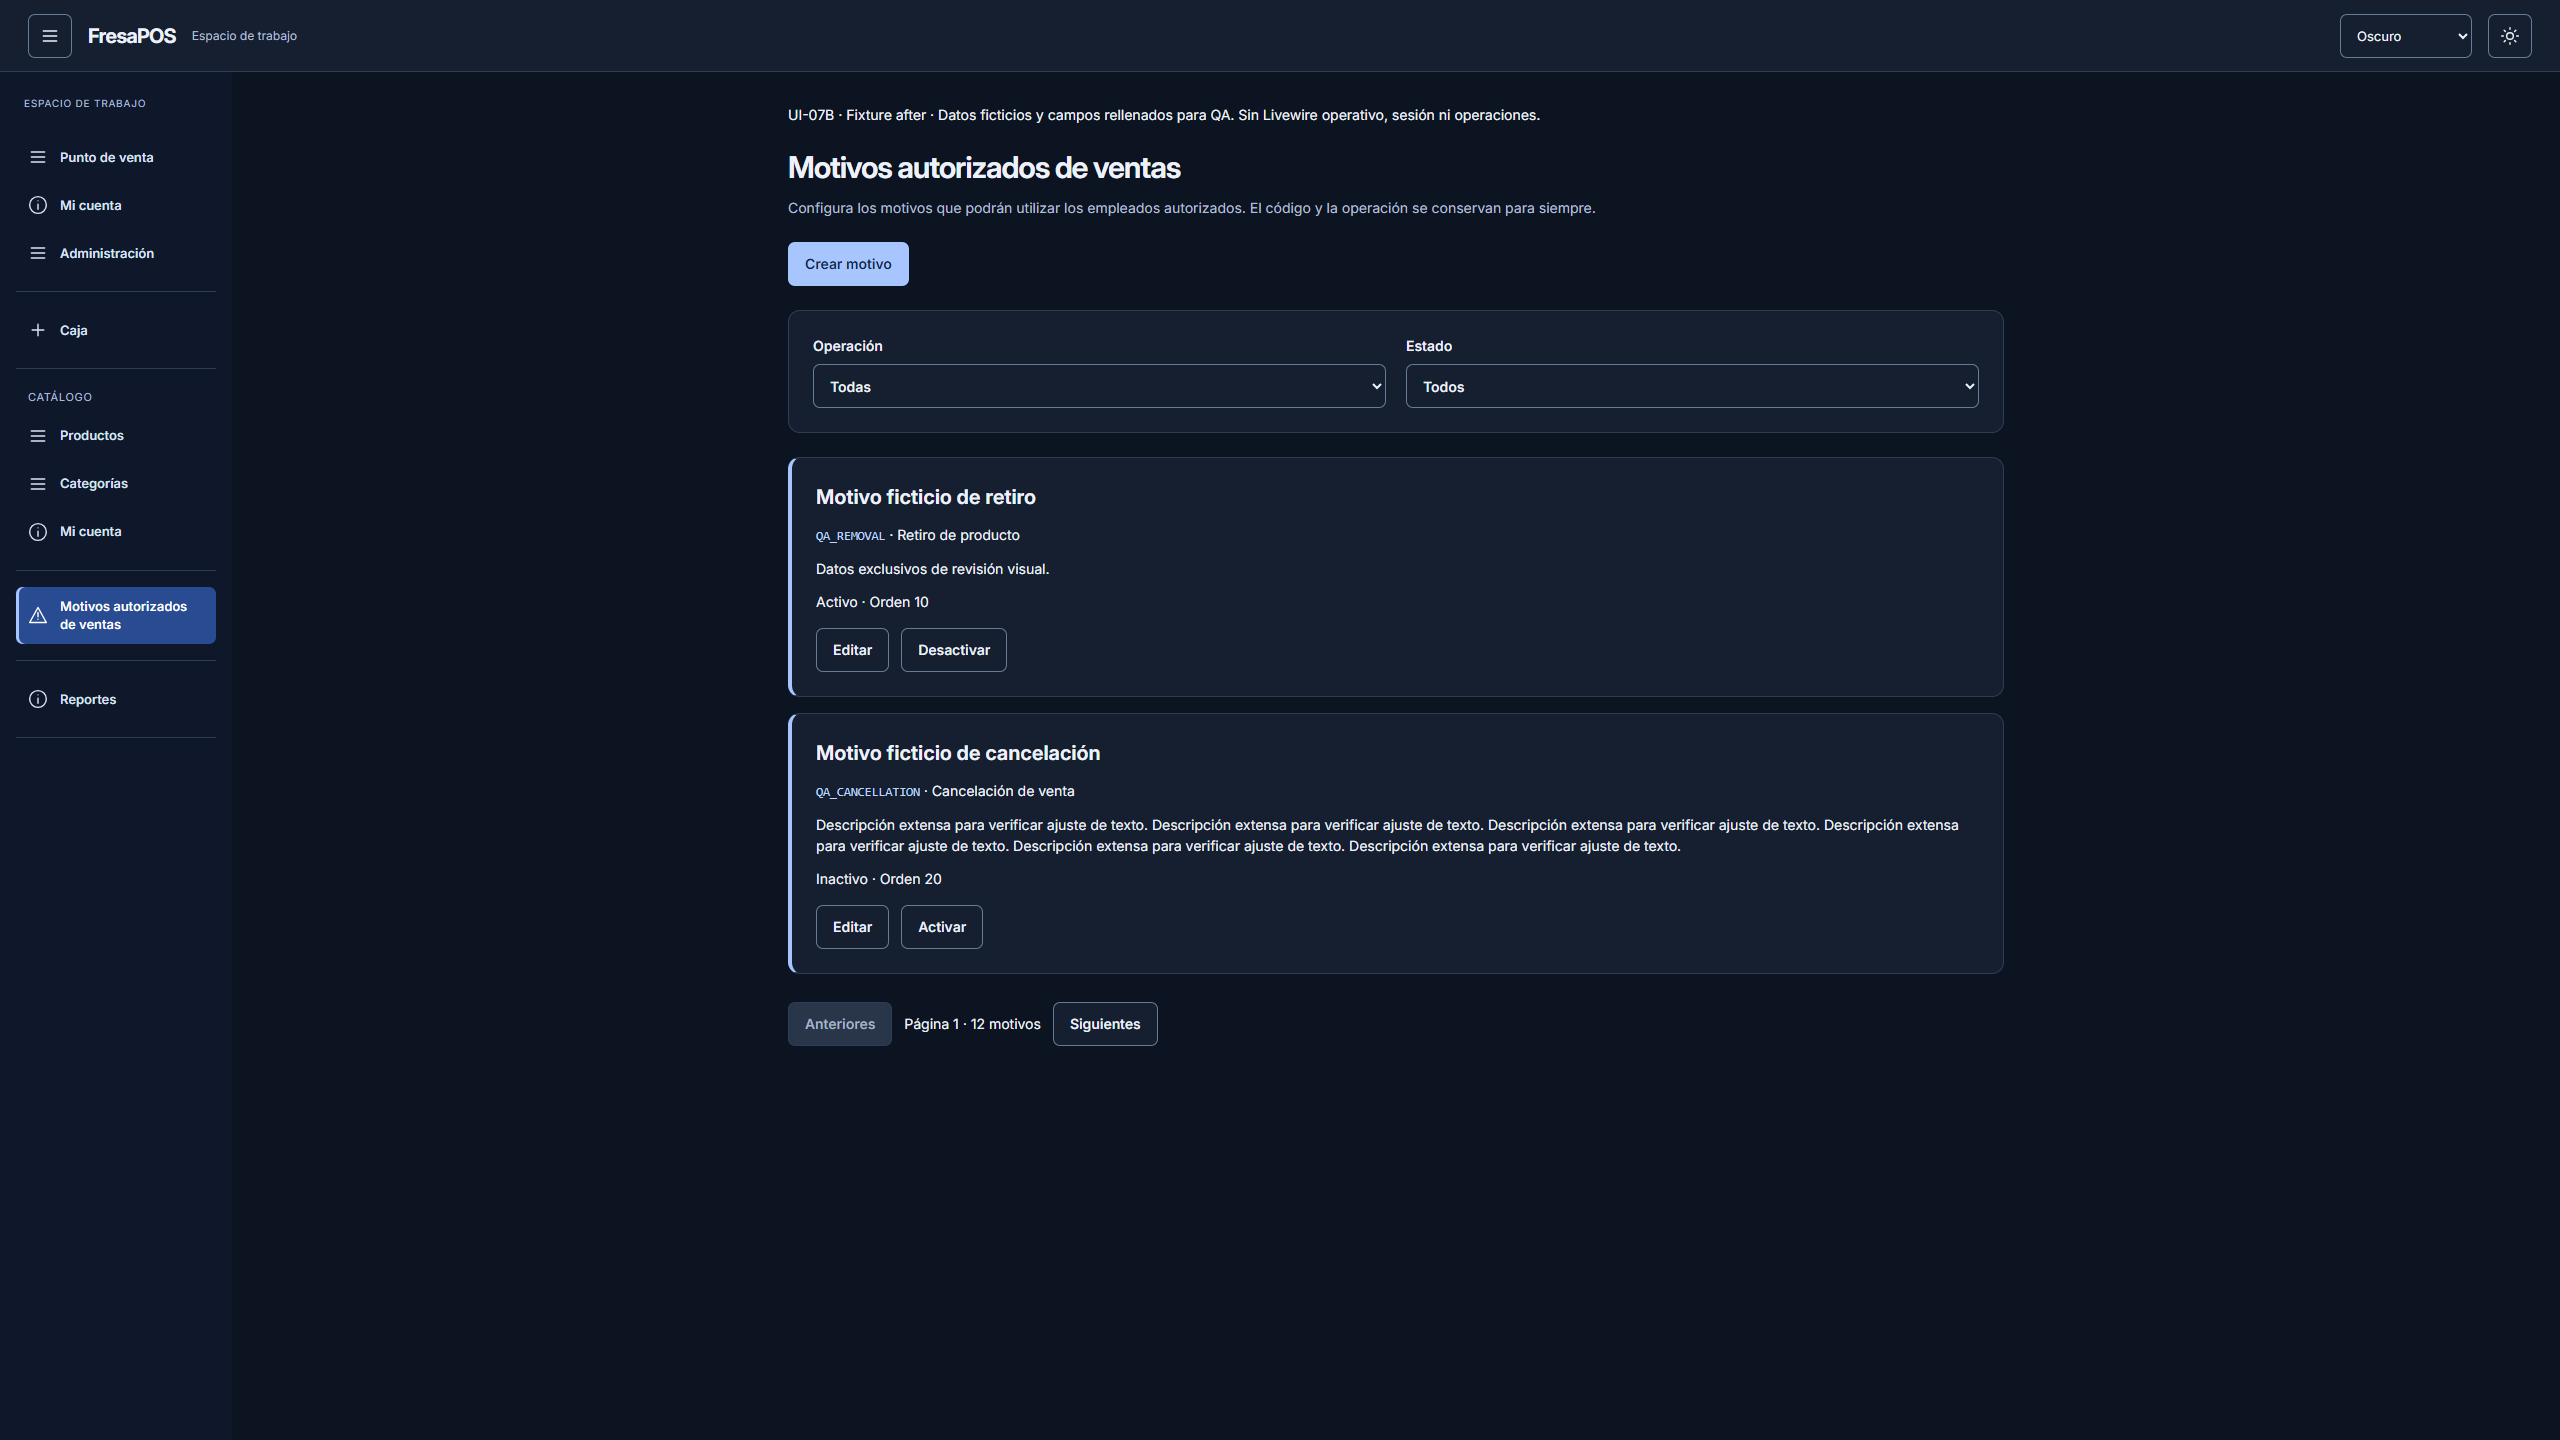 FresaPOS
Espacio de trabajo
Oscuro
ESPACIO DE TRABAJO
Punto de venta
Mi cuenta
Administración
Caja
CATÁLOGO
Productos
Categorías
Mi cuenta
Motivos autorizados
de ventas
Reportes
UI-07B · Fixture after · Datos ficticios y campos rellenados para QA. Sin Livewire operativo, sesión ni operaciones.
Motivos autorizados de ventas
Configura los motivos que podrán utilizar los empleados autorizados. El código y la operación se conservan para siempre.
Crear motivo
Operación
Todas
Estado
Todos
Motivo ficticio de retiro
QA_REMOVAL · Retiro de producto
Datos exclusivos de revisión visual.
Activo · Orden 10
Editar
Desactivar
Motivo ficticio de cancelación
QA_CANCELLATION · Cancelación de venta
Descripción extensa para verificar ajuste de texto. Descripción extensa para verificar ajuste de texto. Descripción extensa para verificar ajuste de texto. Descripción extensa
para verificar ajuste de texto. Descripción extensa para verificar ajuste de texto. Descripción extensa para verificar ajuste de texto.
Inactivo · Orden 20
Editar
Activar
Anteriores
Página 1 · 12 motivos
Siguientes